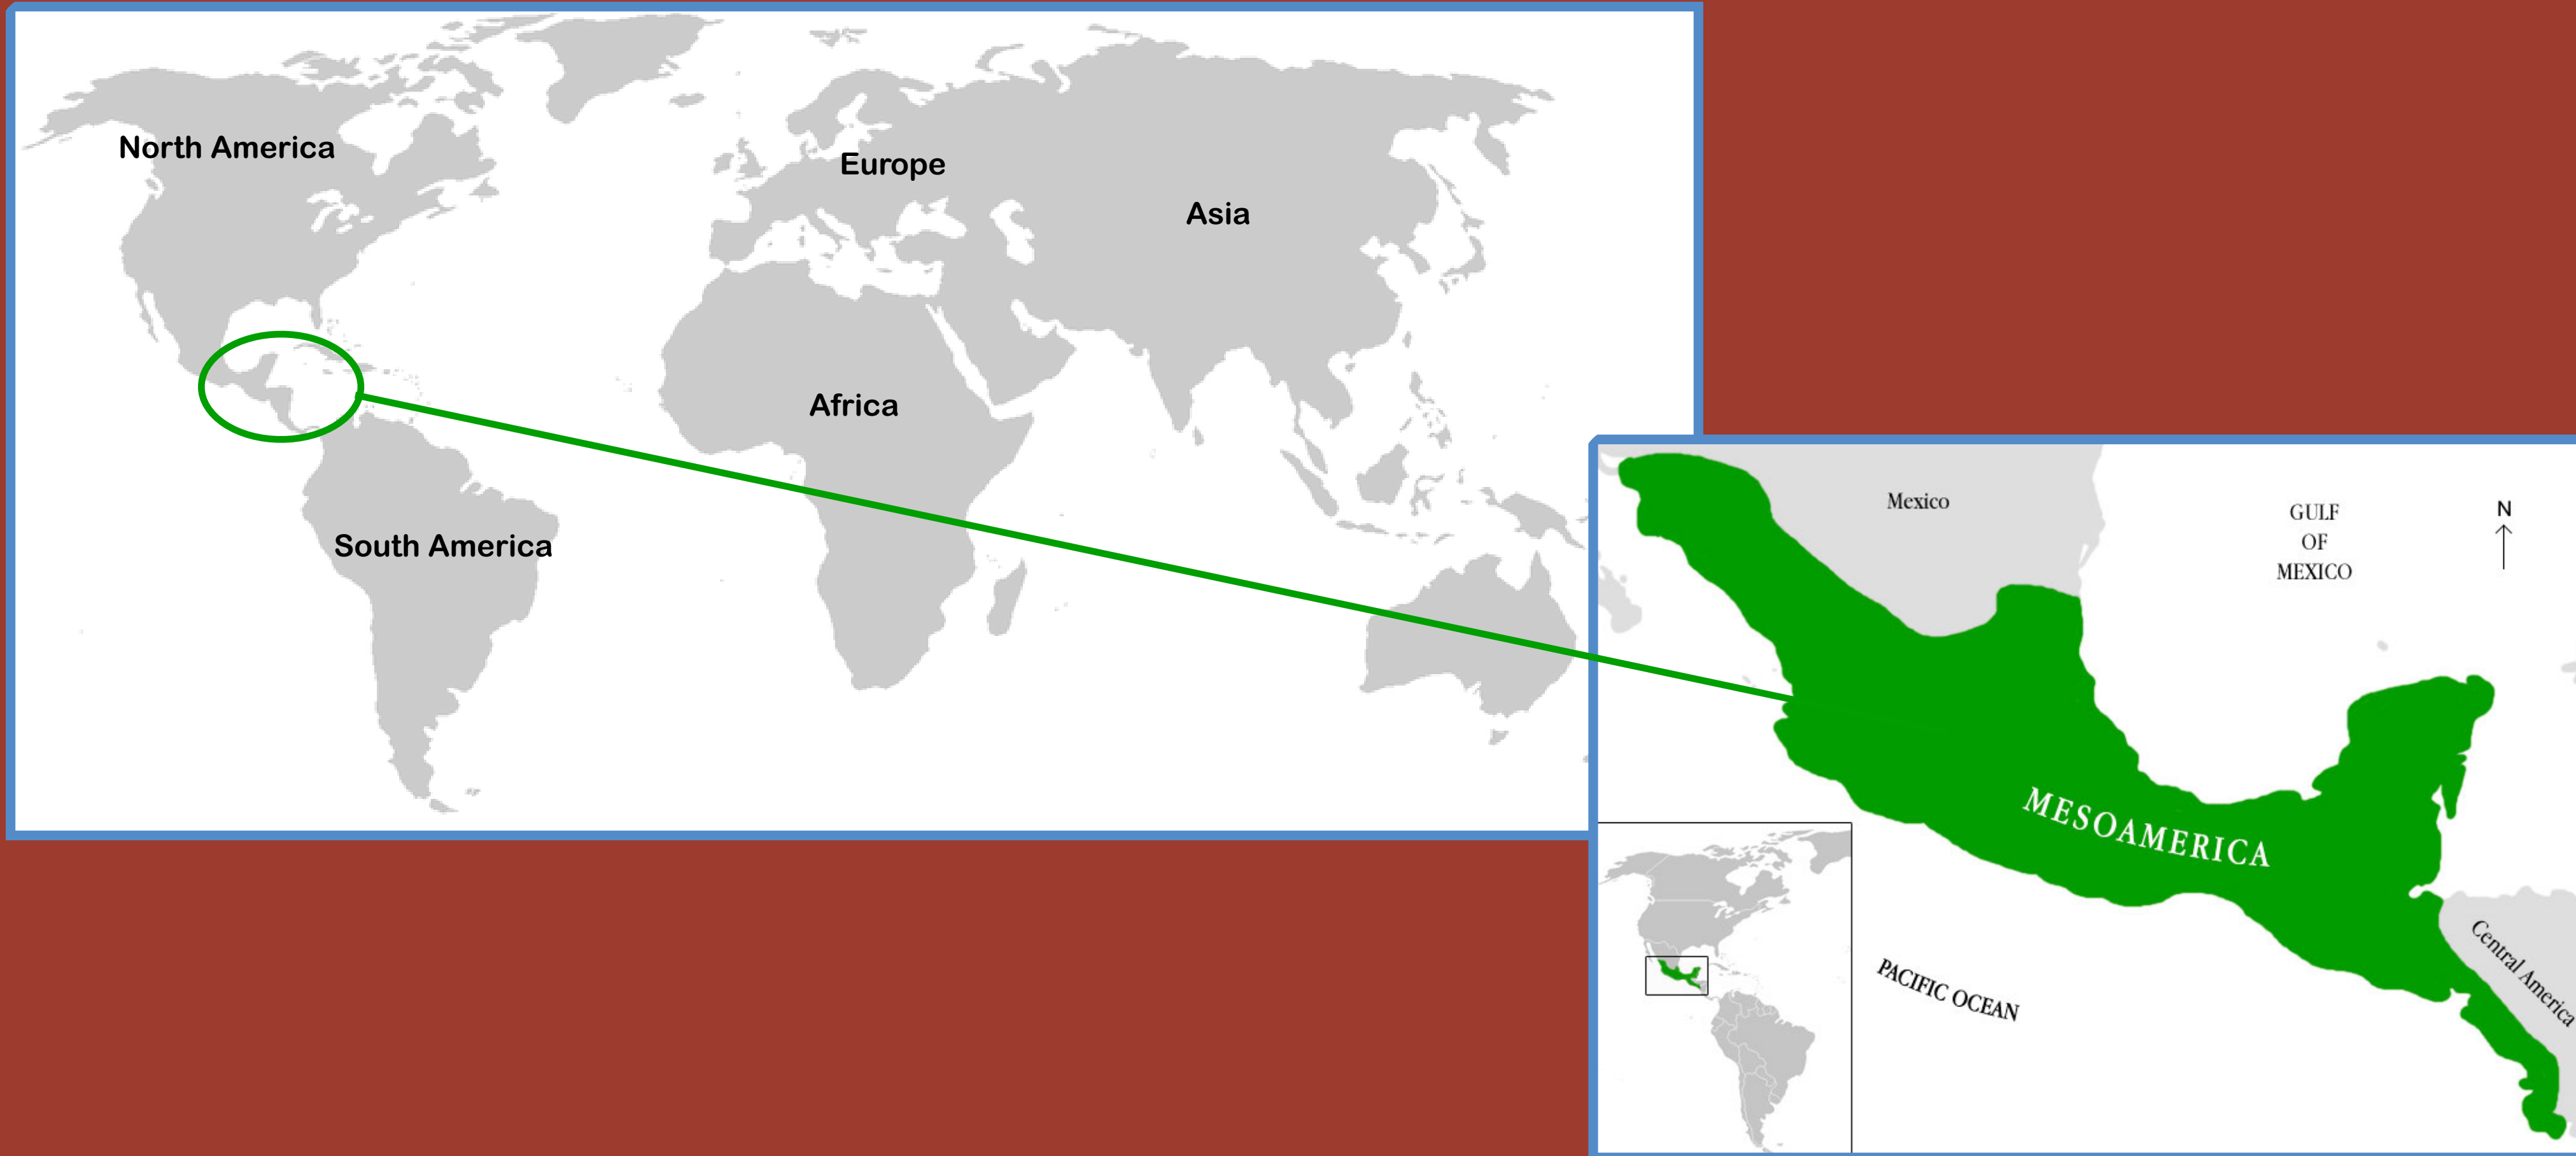 North America
Europe
Asia
Africa
South America
Mexico
GULF
OF
MEXICO
N
MESOAMERICA
Central America
PACIFIC OCEAN